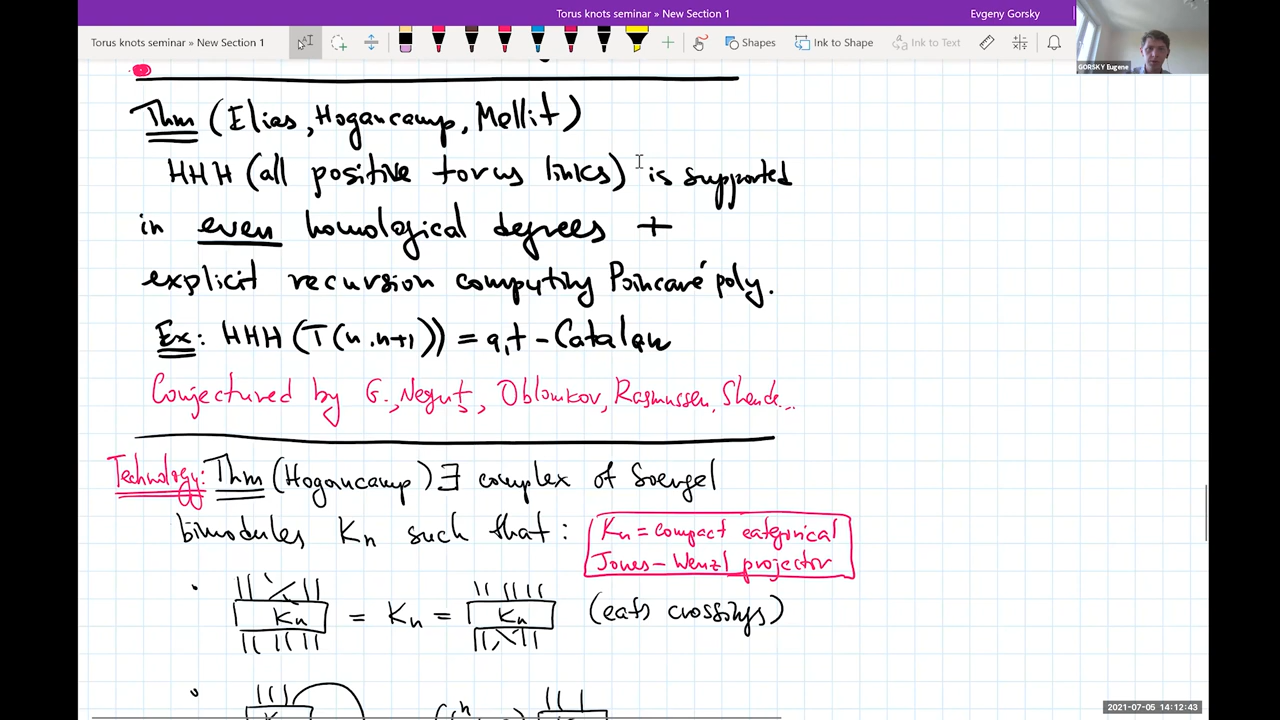 Torus knots seminar » New Section 1
Evgeny Gorsky
Torus knots seminar » New Section 1
Shapes
Ink to Shape
Ink to Text
GORSKY Eugene
Thm (Elias, Hogancamp, Mellit)
HHH (all positive torus links) is supported
in even homological degrees +
explicit recursion computing Poincaré poly.
Ex: HHH (T(n,n+1)) = q,t - Catalan
Conjectured by G., Neguț, Oblomkov, Rasmussen, Shende...
Technology: Thm (Hogancamp) ∃ complex of Soergel
bimodules Kn such that:
Kn = compact categorical
Jones-Wenzl projector
Kn = Kn = Kn (eats crossings)
2021-07-05 14:12:43